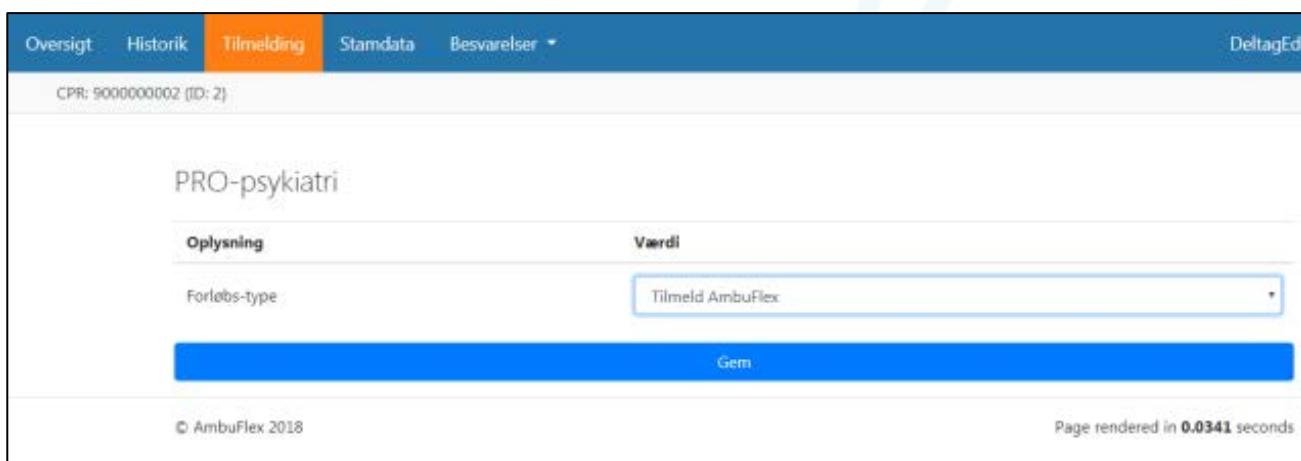 Oversigt Historik Tilmelding Stamdata Besvarelser DeltagEd
CPR: 9000000002 (ID: 2)
PRO-psykiatri
Oplysning Værdi
Forløbs-type Tilmeld AmbuFlex
Gem
© AmbuFlex 2018 Page rendered in 0.0341 seconds